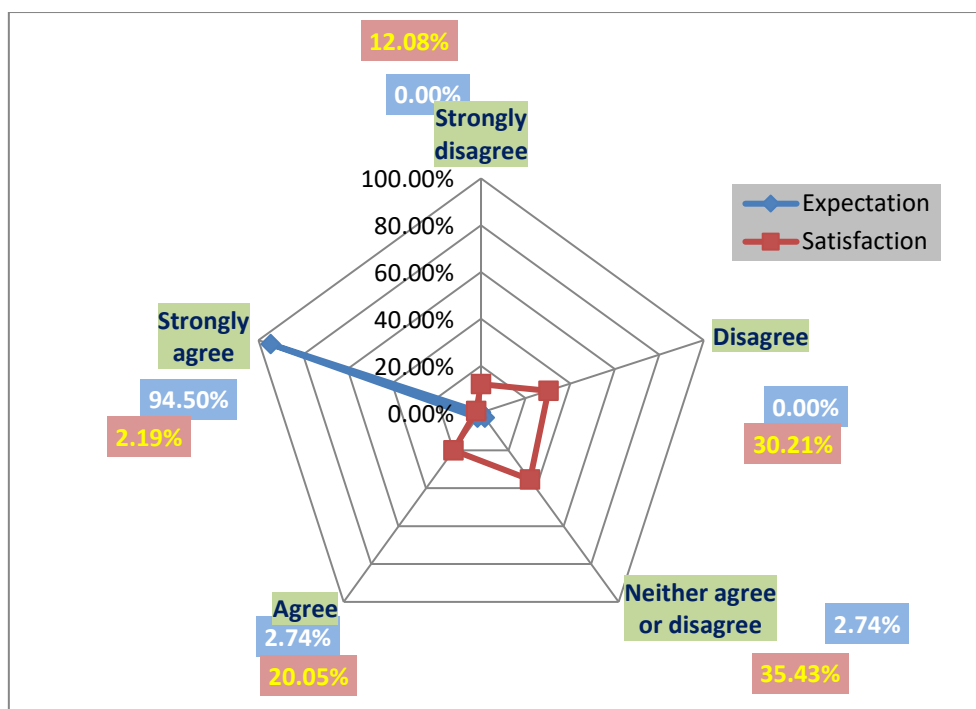 12.08%
0.00%
Strongly
disagree
100.00%
80.00%
60.00%
40.00%
20.00%
0.00%
Expectation
Satisfaction
Strongly
agree
94.50%
2.19%
Disagree
0.00%
30.21%
Agree
2.74%
20.05%
Neither agree
or disagree
2.74%
35.43%